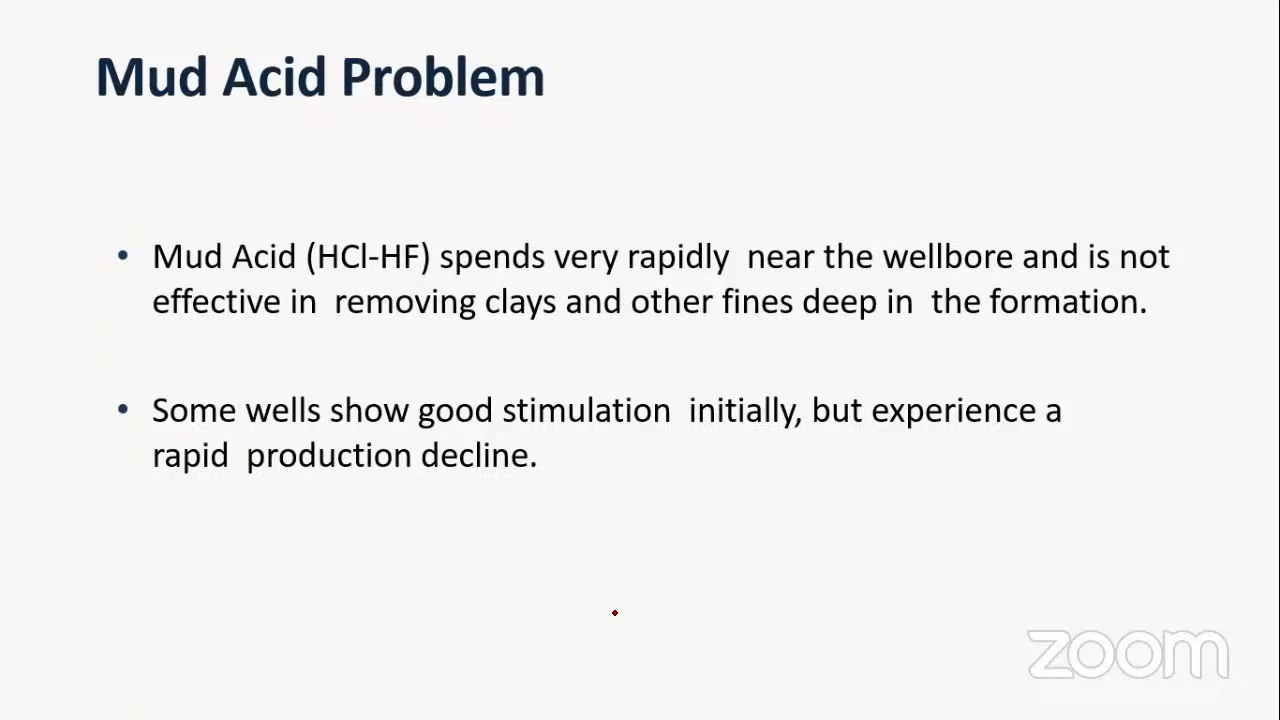 Mud Acid Problem
• Mud Acid (HCl-HF) spends very rapidly  near the wellbore and is not
effective in  removing clays and other fines deep in  the formation.
• Some wells show good stimulation  initially, but experience a
rapid  production decline.
zoom